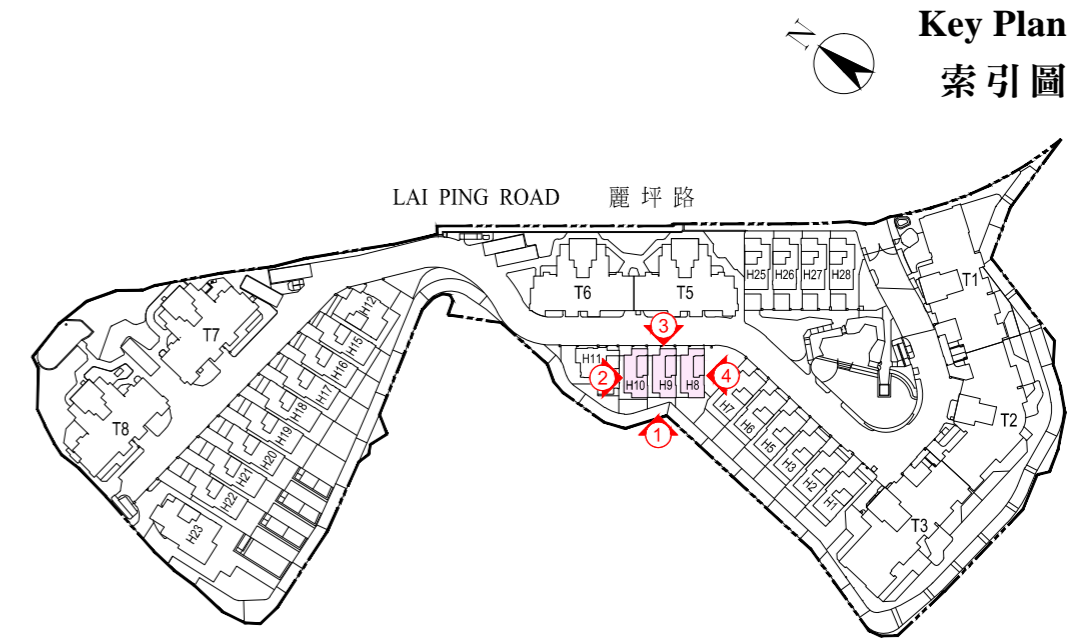 N
Key Plan
索引圖
LAI PING ROAD 麗坪路
T6
T5
H25
H26
H27
H28
T1
T7
H12
H15
H16
H17
H18
H19
H20
H21
H22
H23
T8
H11
H10
H9
H8
3
2
4
1
H7
H6
H5
H3
H2
H1
T2
T3